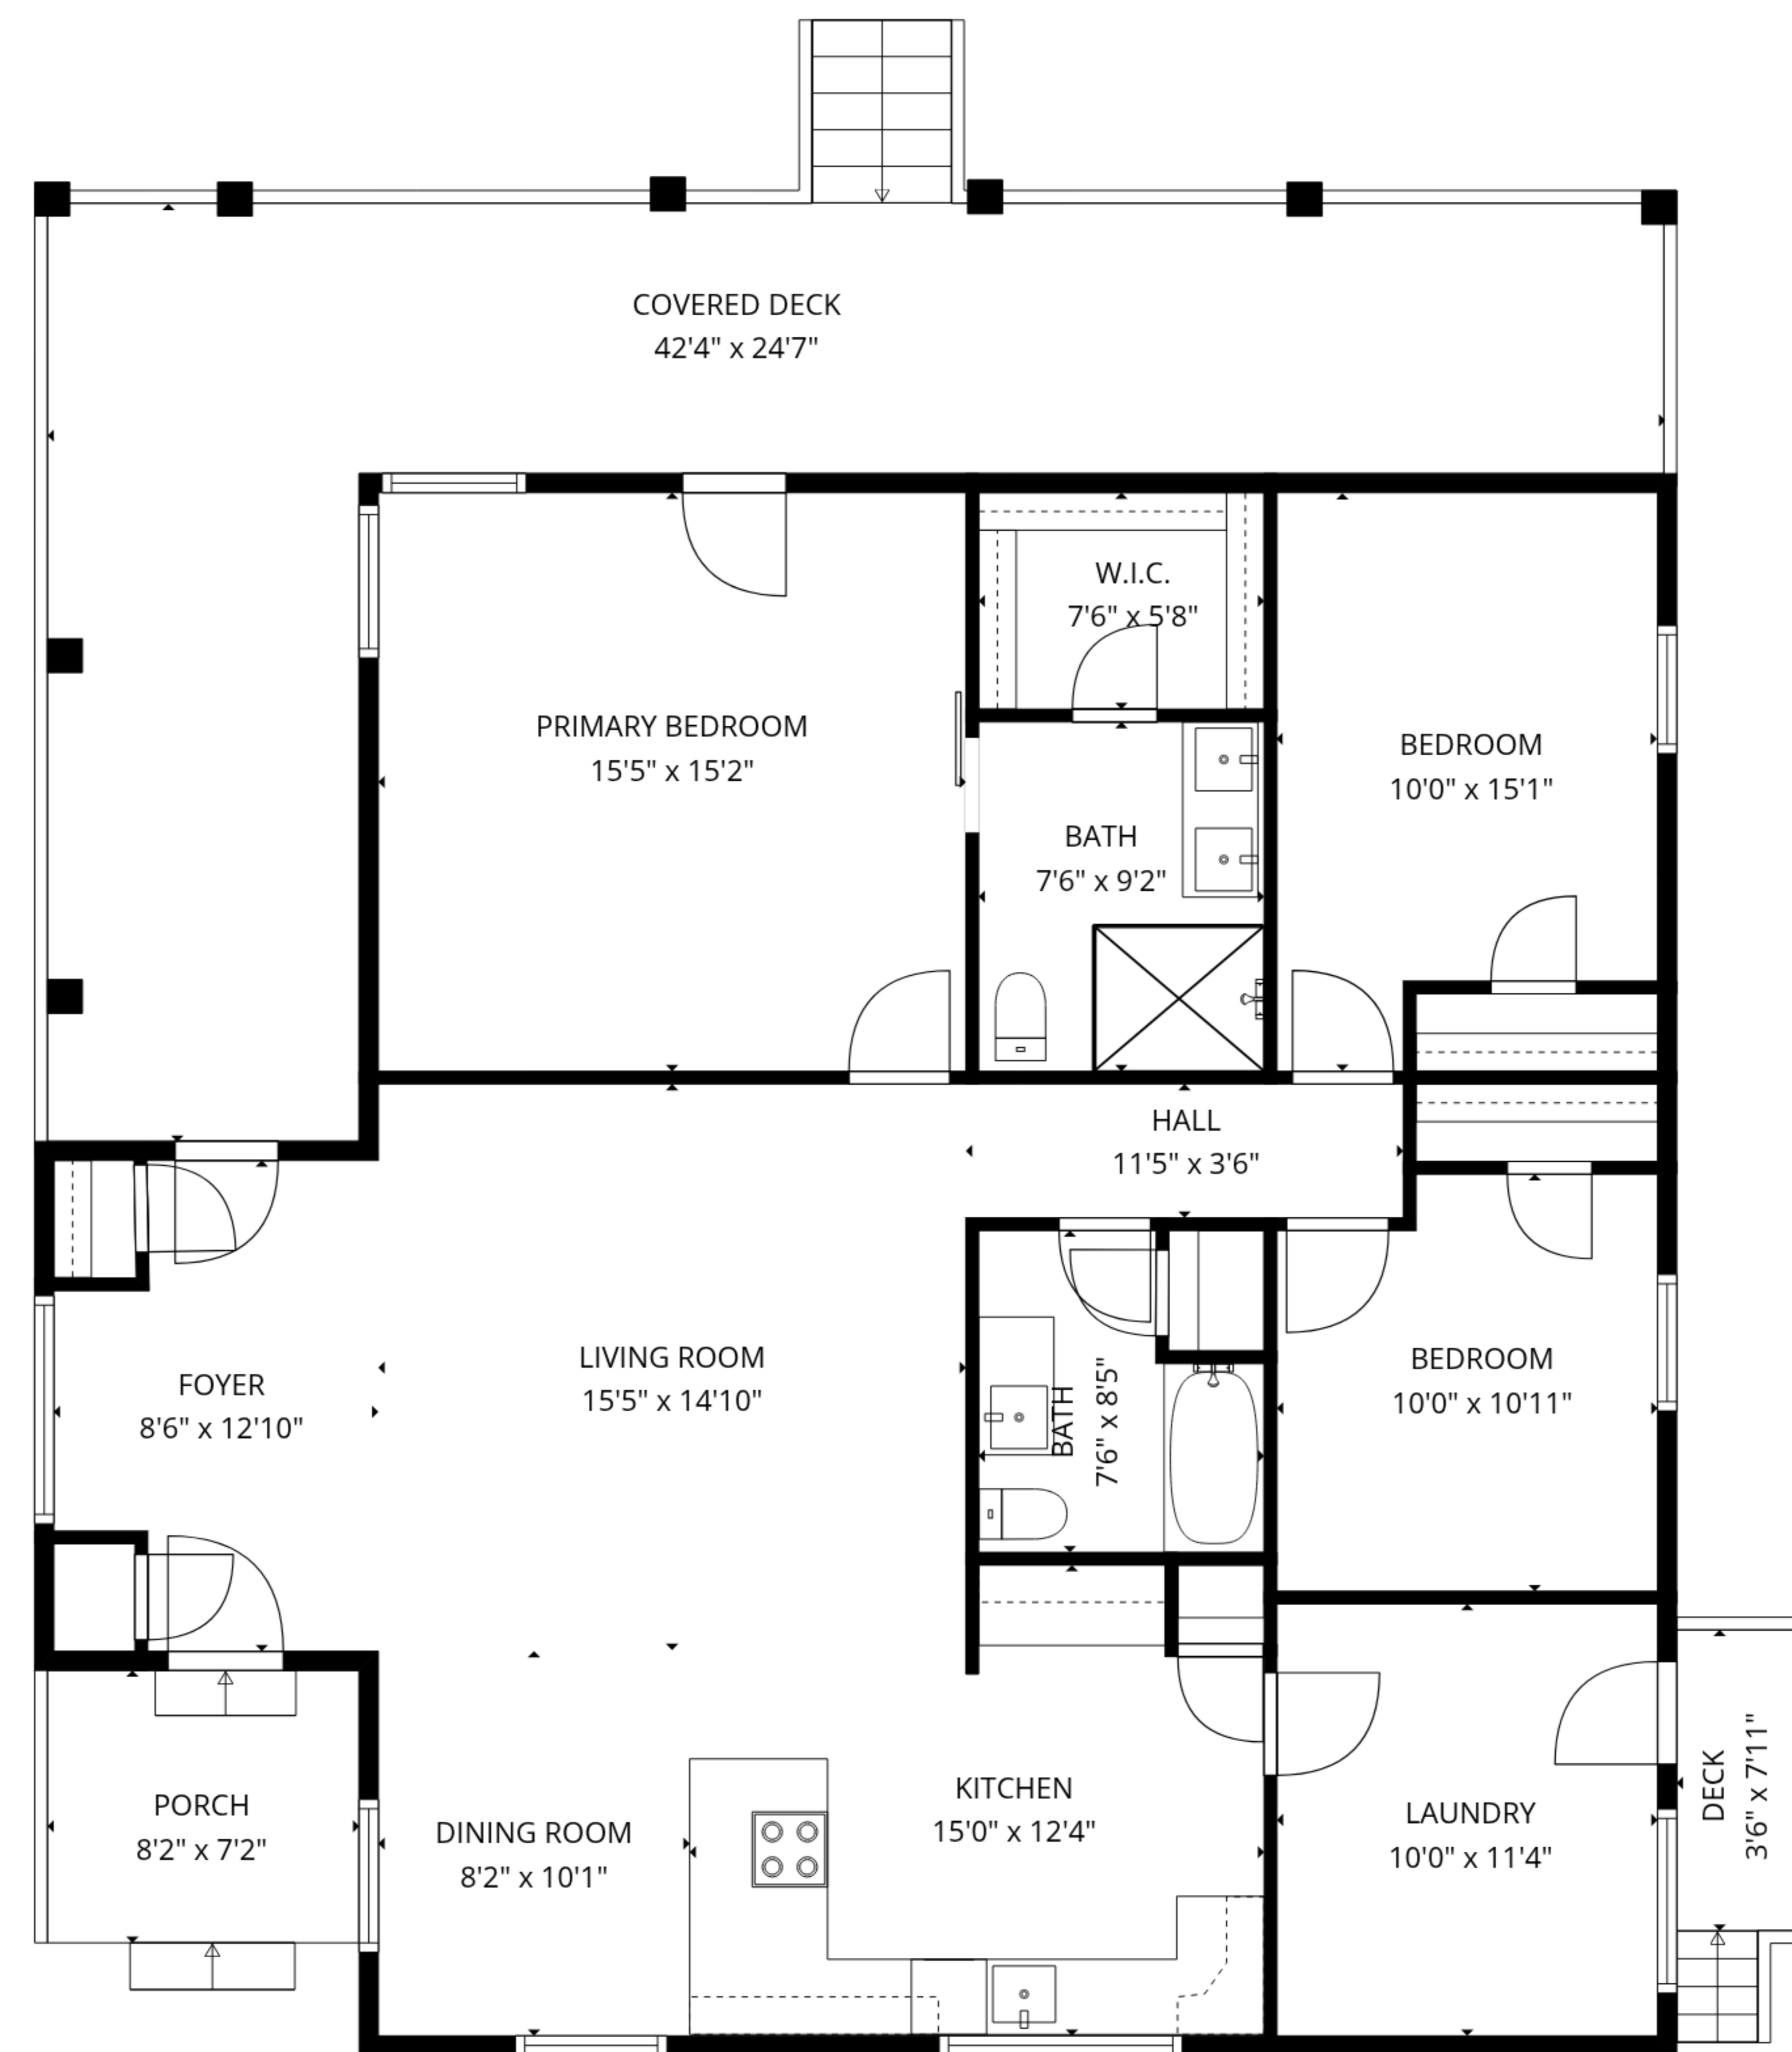 COVERED DECK
42'4" x 24'7"
W.I.C.
7'6" x 5'8"
PRIMARY BEDROOM
15'5" x 15'2"
BEDROOM
10'0" x 15'1"
BATH
7'6" x 9'2"
HALL
11'5" x 3'6"
FOYER
8'6" x 12'10"
LIVING ROOM
15'5" x 14'10"
BATH
7'6" x 8'5"
BEDROOM
10'0" x 10'11"
PORCH
8'2" x 7'2"
DINING ROOM
8'2" x 10'1"
KITCHEN
15'0" x 12'4"
LAUNDRY
10'0" x 11'4"
DECK
3'6" x 7'11"